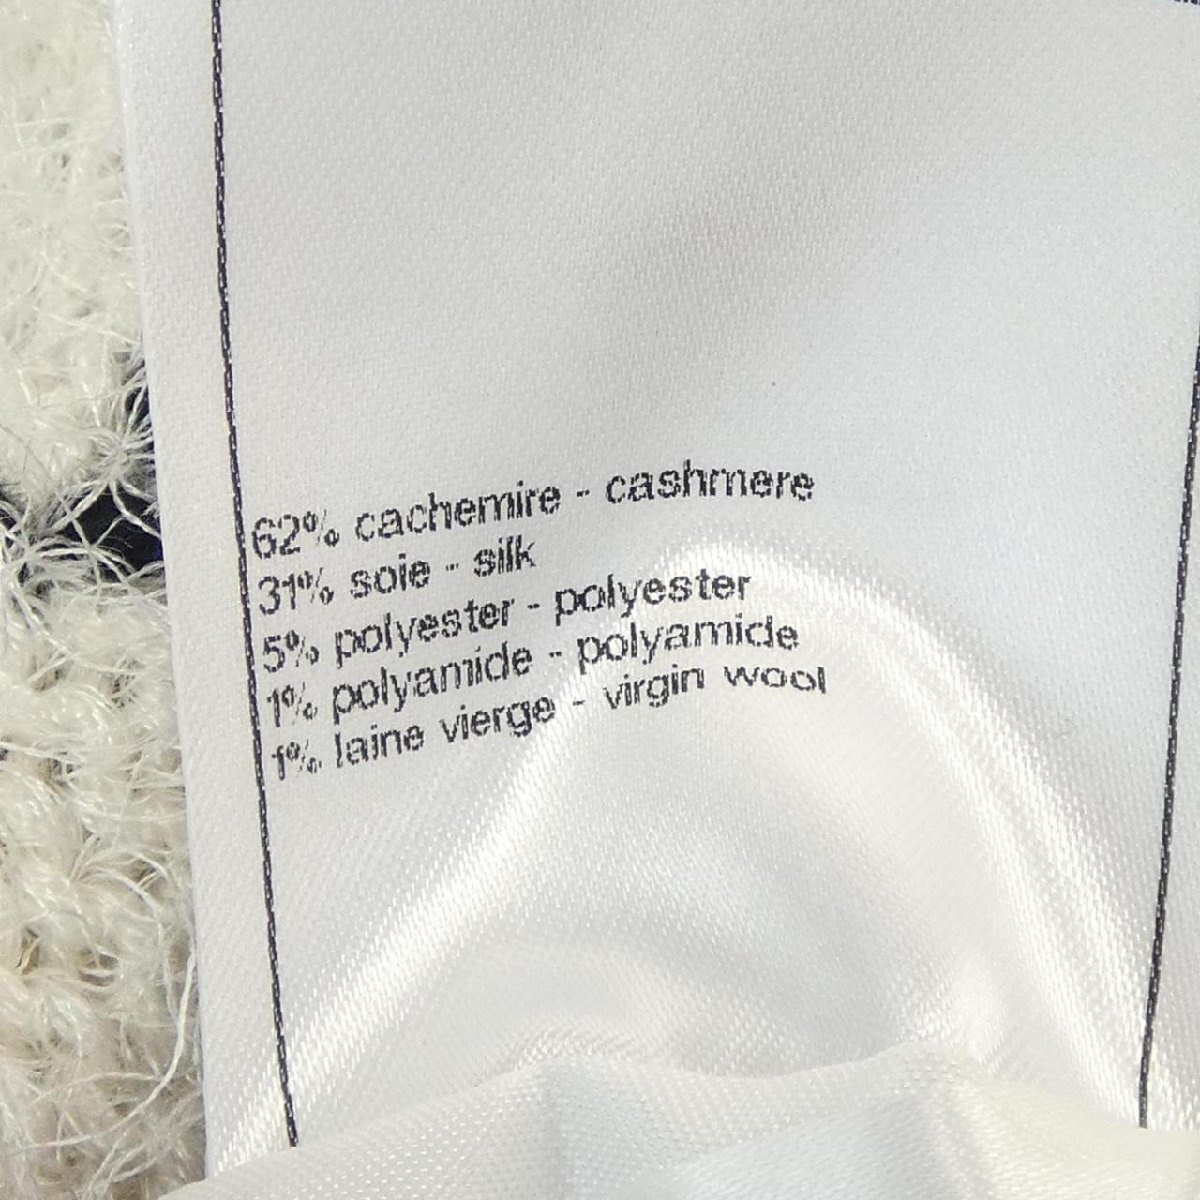 62% cachemire - cashmere
31% soie - silk
5% polyester - polyester
1% polyamide - polyamide
1% laine vierge - virgin wool